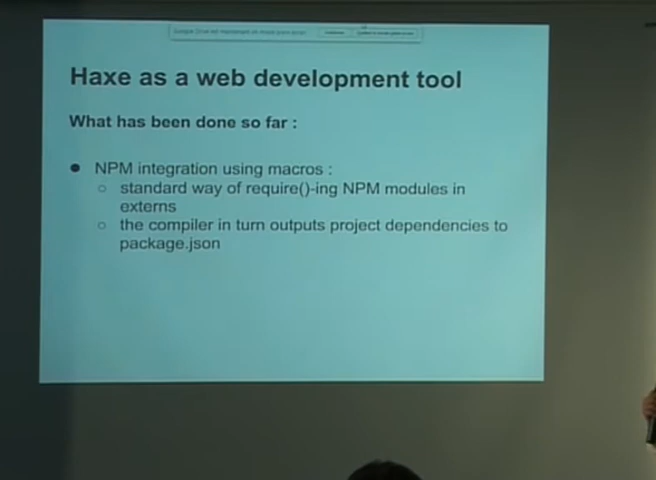 Haxe as a web development tool
What has been done so far :
NPM integration using macros :
standard way of require()-ing NPM modules in
externs
the compiler in turn outputs project dependencies to
package.json